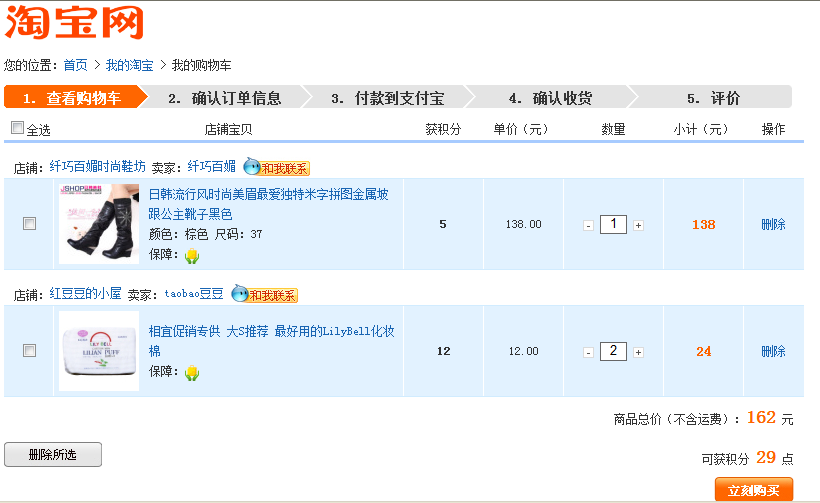 淘宝网
您的位置：首页 > 我的淘宝 > 我的购物车
1. 查看购物车 2. 确认订单信息 3. 付款到支付宝 4. 确认收货 5. 评价
全选 店铺宝贝 获积分 单价（元） 数量 小计（元） 操作
店铺：纤巧百媚时尚鞋坊 卖家：纤巧百媚 和我联系
JSHOP
日韩流行风时尚美眉最爱独特米字拼图金属坡
跟公主靴子黑色
颜色：棕色 尺码：37
保障：
5 138.00 - 1 + 138 删除
店铺：红豆豆的小屋 卖家：taobao豆豆 和我联系
LILY BELL
LILIAN PUFF
相宜促销专供 大S推荐 最好用的LilyBell化妆
棉
保障：
12 12.00 - 2 + 24 删除
商品总价（不含运费）：162 元
删除所选
可获积分 29 点
立刻购买